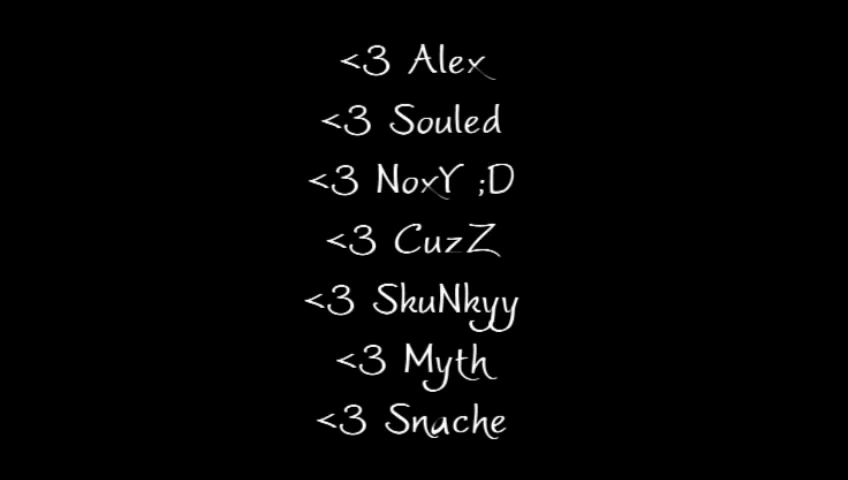 <3 Alex
<3 Souled
<3 NoxY ;D
<3 CuzZ
<3 SkuNkyy
<3 Myth
<3 Snache